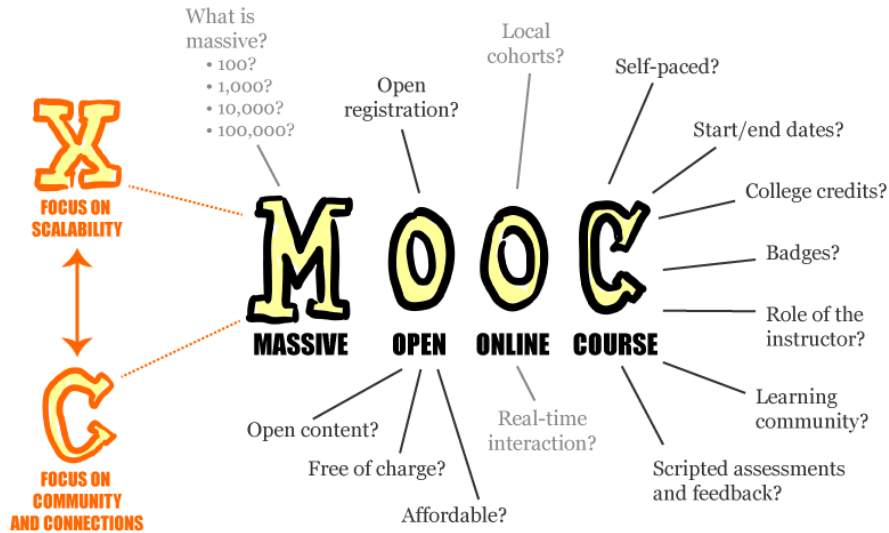 What is
massive?
• 100?
• 1,000?
• 10,000?
• 100,000?
Open
registration?
Local
cohorts?
Self-paced?
Start/end dates?
College credits?
Badges?
Role of the
instructor?
Learning
community?
Scripted assessments
and feedback?
X
FOCUS ON
SCALABILITY
C
FOCUS ON
COMMUNITY
AND CONNECTIONS
MOOC
MASSIVE OPEN ONLINE COURSE
Open content?
Free of charge?
Affordable?
Real-time
interaction?